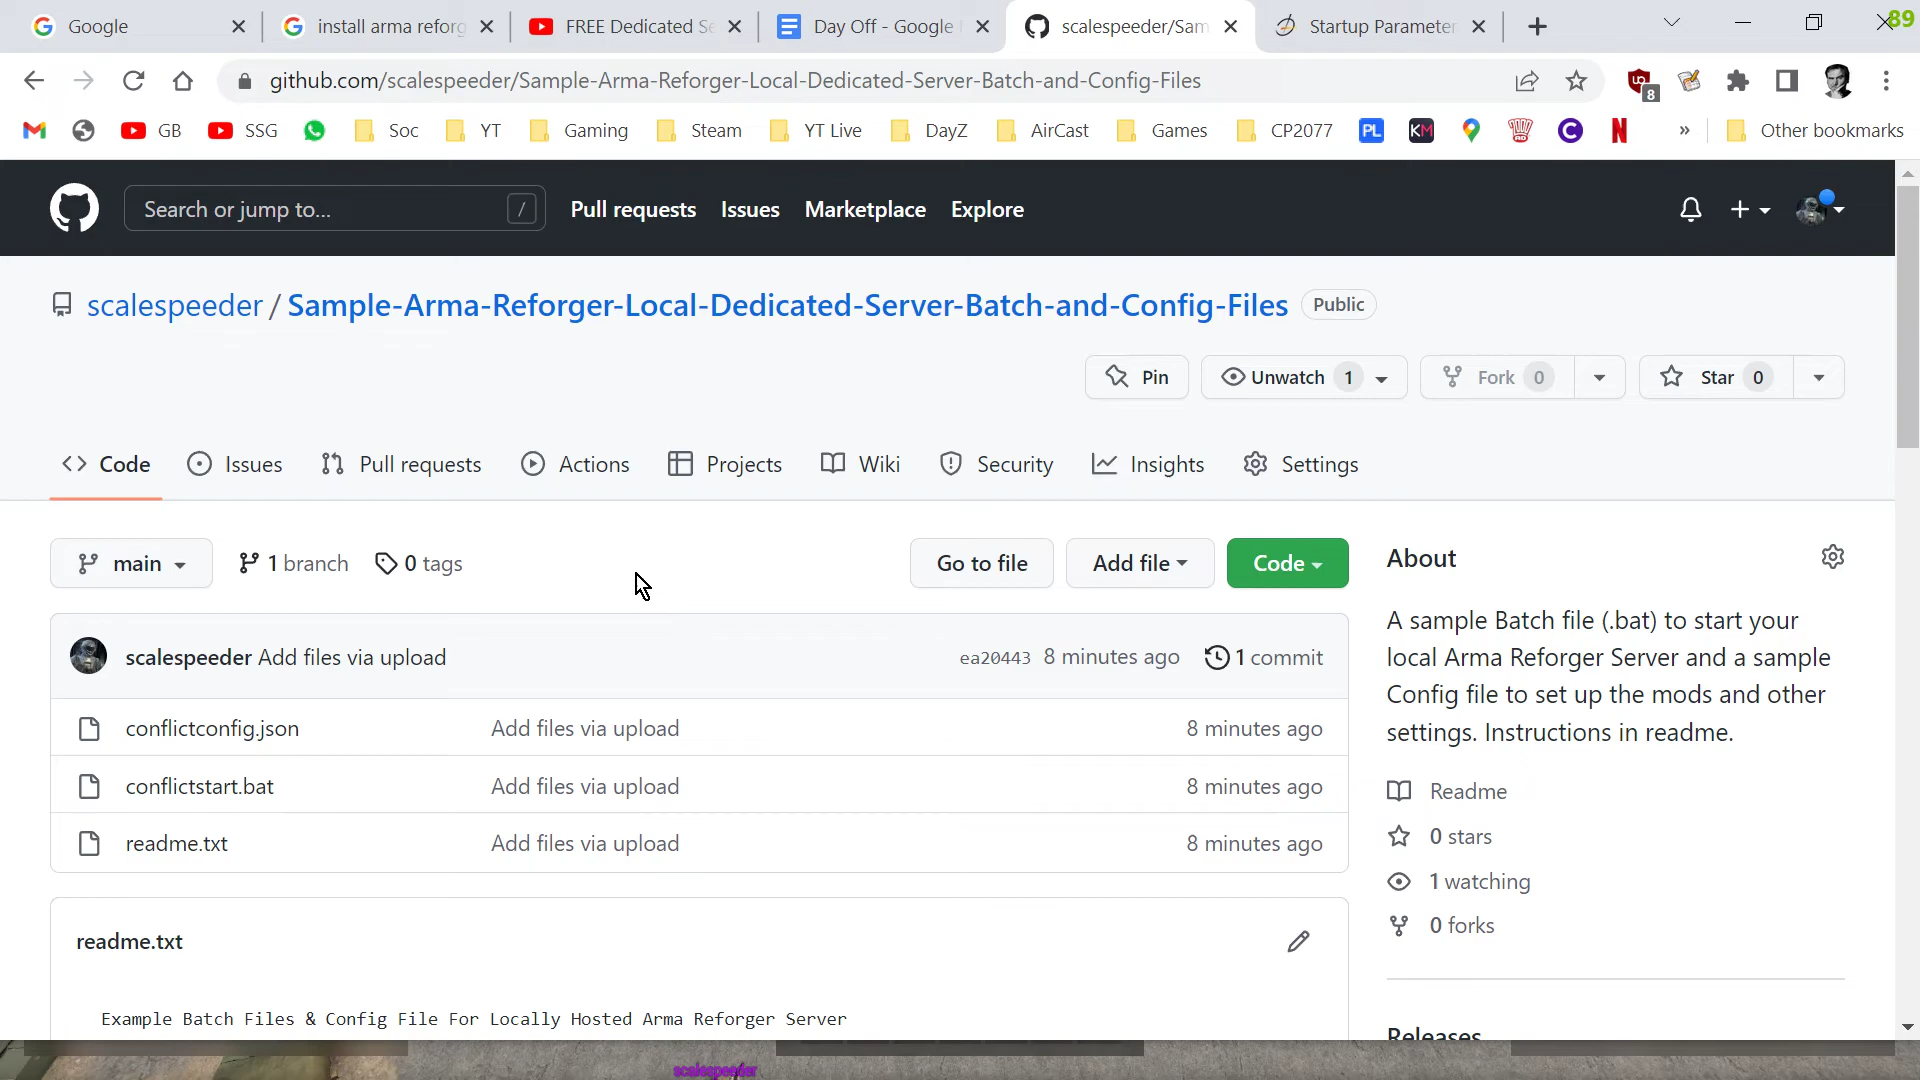 Google
install arma reforg
FREE Dedicated Se
Day Off - Google
scalespeeder/Sam
Startup Parameter
89
github.com/scalespeeder/Sample-Arma-Reforger-Local-Dedicated-Server-Batch-and-Config-Files
8
GB
SSG
Soc
YT
Gaming
Steam
YT Live
DayZ
AirCast
Games
CP2077
PL
KM
»
Other bookmarks
Search or jump to...
/
Pull requests
Issues
Marketplace
Explore
scalespeeder / Sample-Arma-Reforger-Local-Dedicated-Server-Batch-and-Config-Files
Public
Pin
Unwatch 1
Fork 0
Star 0
Code
Issues
Pull requests
Actions
Projects
Wiki
Security
Insights
Settings
main
1 branch
0 tags
Go to file
Add file
Code
scalespeeder Add files via upload
ea20443 8 minutes ago
1 commit
conflictconfig.json Add files via upload 8 minutes ago
conflictstart.bat Add files via upload 8 minutes ago
readme.txt Add files via upload 8 minutes ago
readme.txt
Example Batch Files & Config File For Locally Hosted Arma Reforger Server
About
A sample Batch file (.bat) to start your
local Arma Reforger Server and a sample
Config file to set up the mods and other
settings. Instructions in readme.
Readme
0 stars
1 watching
0 forks
Releases
scalespeeder